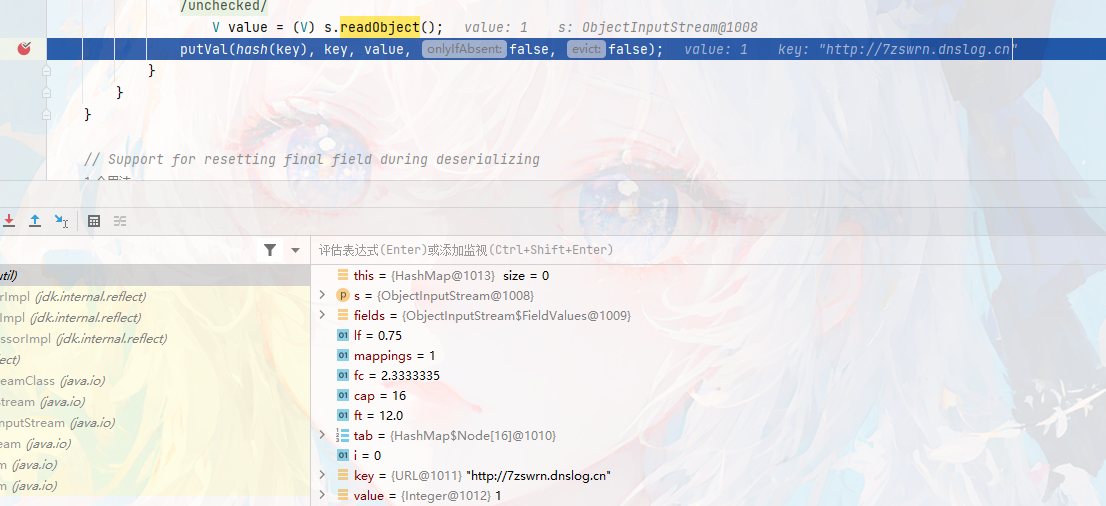 /unchecked/
V value = (V) s.readObject(); value: 1 s: ObjectInputStream@1008
putVal(hash(key), key, value, onlyIfAbsent: false, evict: false); value: 1 key: "http://7zswrn.dnslog.cn"
}
}
}
// Support for resetting final field during deserializing
评估表达式(Enter)或添加监视(Ctrl+Shift+Enter)
util)
rImpl (jdk.internal.reflect)
Impl (jdk.internal.reflect)
ssorImpl (jdk.internal.reflect)
ect)
eamClass (java.io)
stream (java.io)
nputStream (java.io)
eam (java.io)
m (java.io)
m (java.io)
this = {HashMap@1013} size = 0
s = {ObjectInputStream@1008}
fields = {ObjectInputStream$FieldValues@1009}
lf = 0.75
mappings = 1
fc = 2.3333335
cap = 16
ft = 12.0
tab = {HashMap$Node[16]@1010}
i = 0
key = {URL@1011} "http://7zswrn.dnslog.cn"
value = {Integer@1012} 1